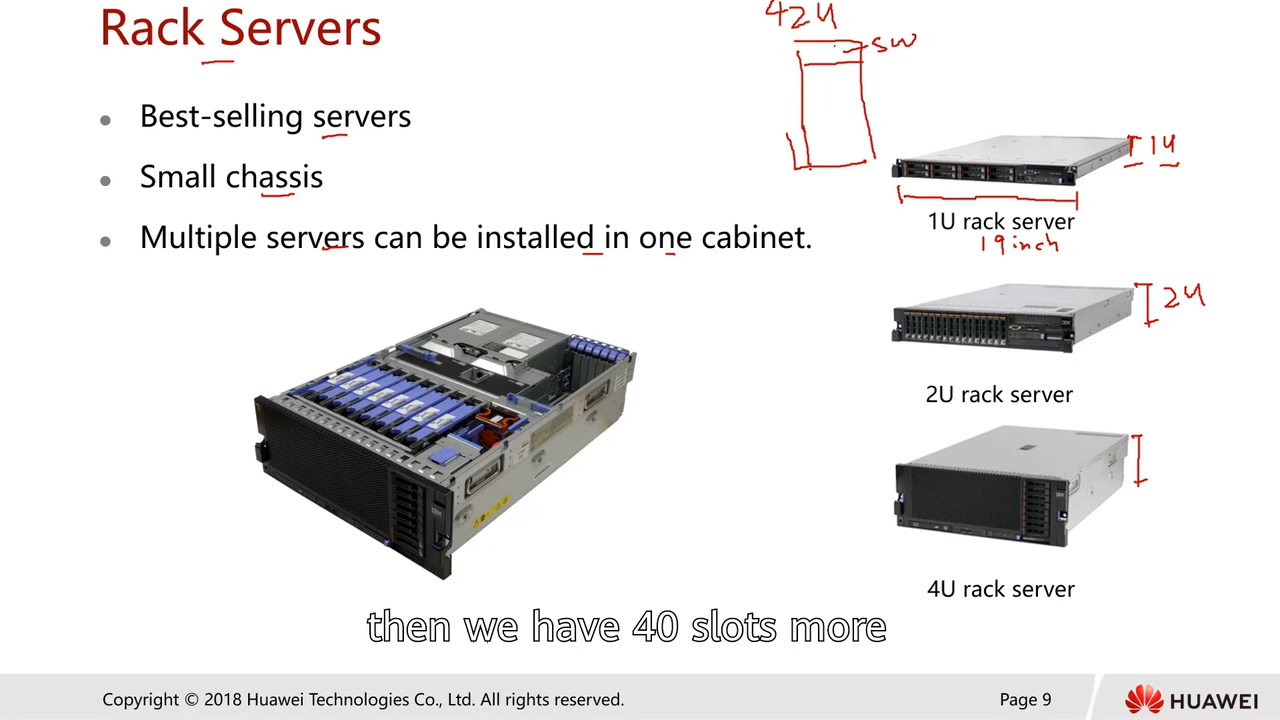 Rack Servers
42U
SW
• Best-selling servers
• Small chassis
• Multiple servers can be installed in one cabinet.
1U
1U rack server
19inch
2U
2U rack server
4U rack server
then we have 40 slots more
Copyright © 2018 Huawei Technologies Co., Ltd. All rights reserved.
Page 9
HUAWEI